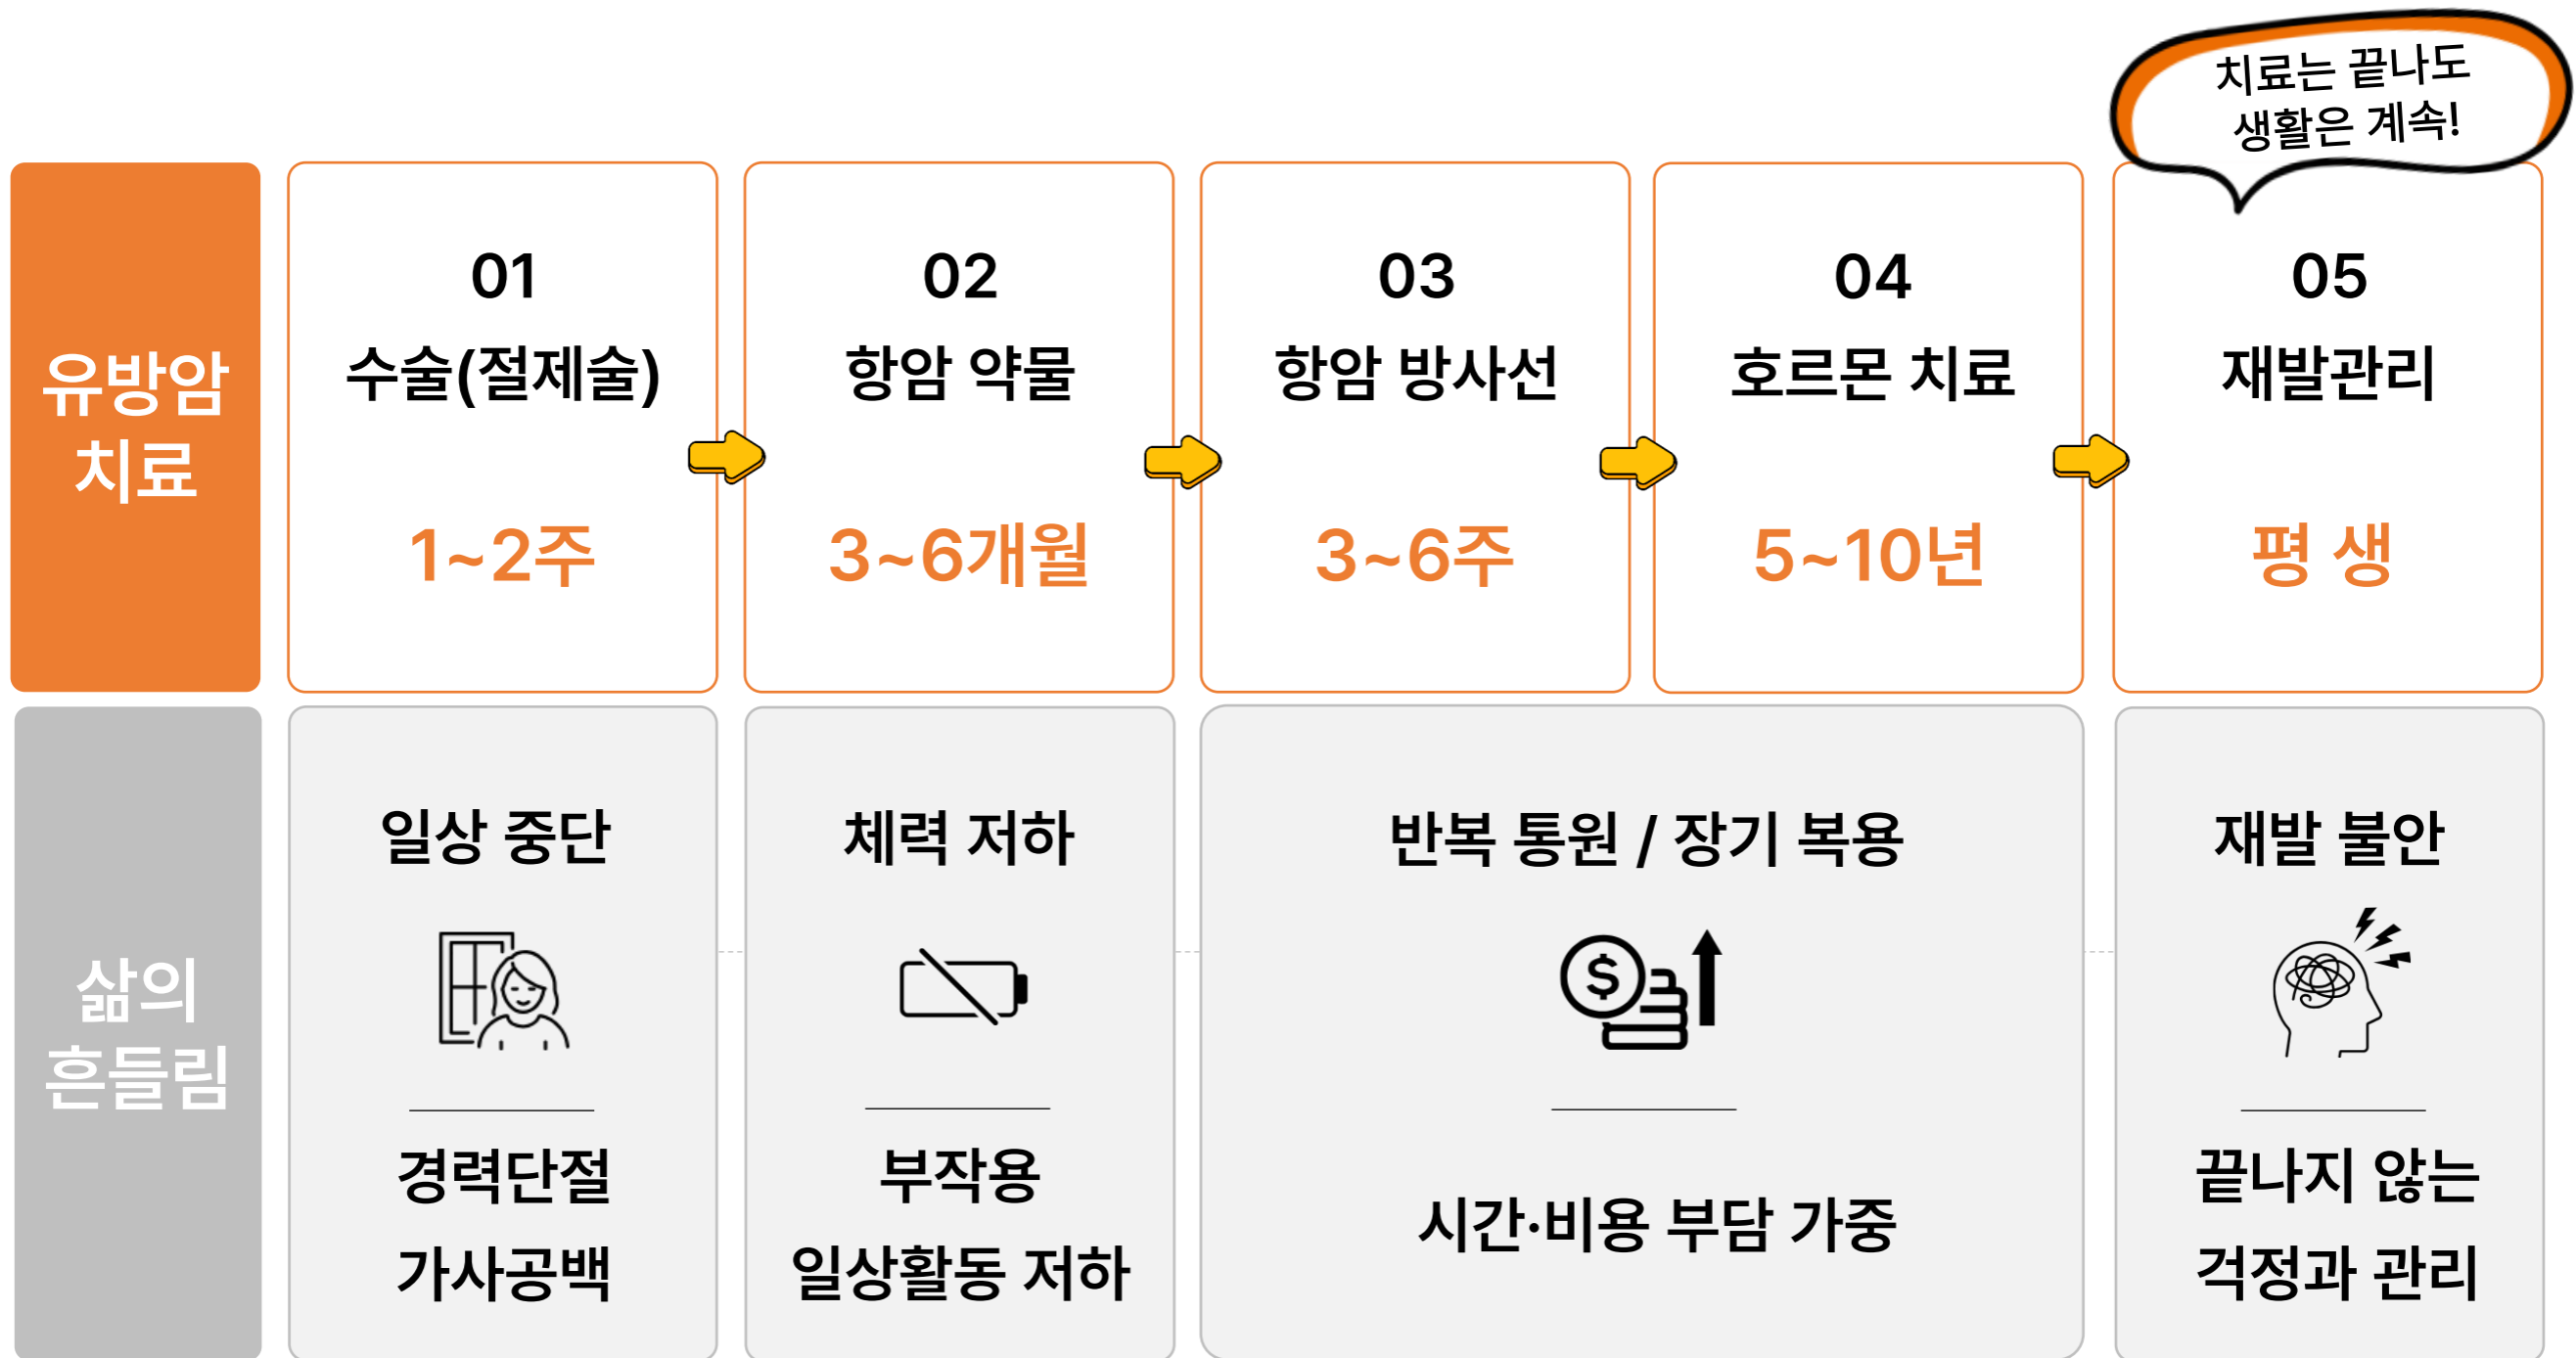 치료는 끝나도
생활은 계속!
유방암
치료
01
수술(절제술)
1~2주
02
항암 약물
3~6개월
03
항암 방사선
3~6주
04
호르몬 치료
5~10년
05
재발관리
평 생
삶의
흔들림
일상 중단
경력단절
가사공백
체력 저하
부작용
일상활동 저하
반복 통원 / 장기 복용
$
시간·비용 부담 가중
재발 불안
끝나지 않는
걱정과 관리